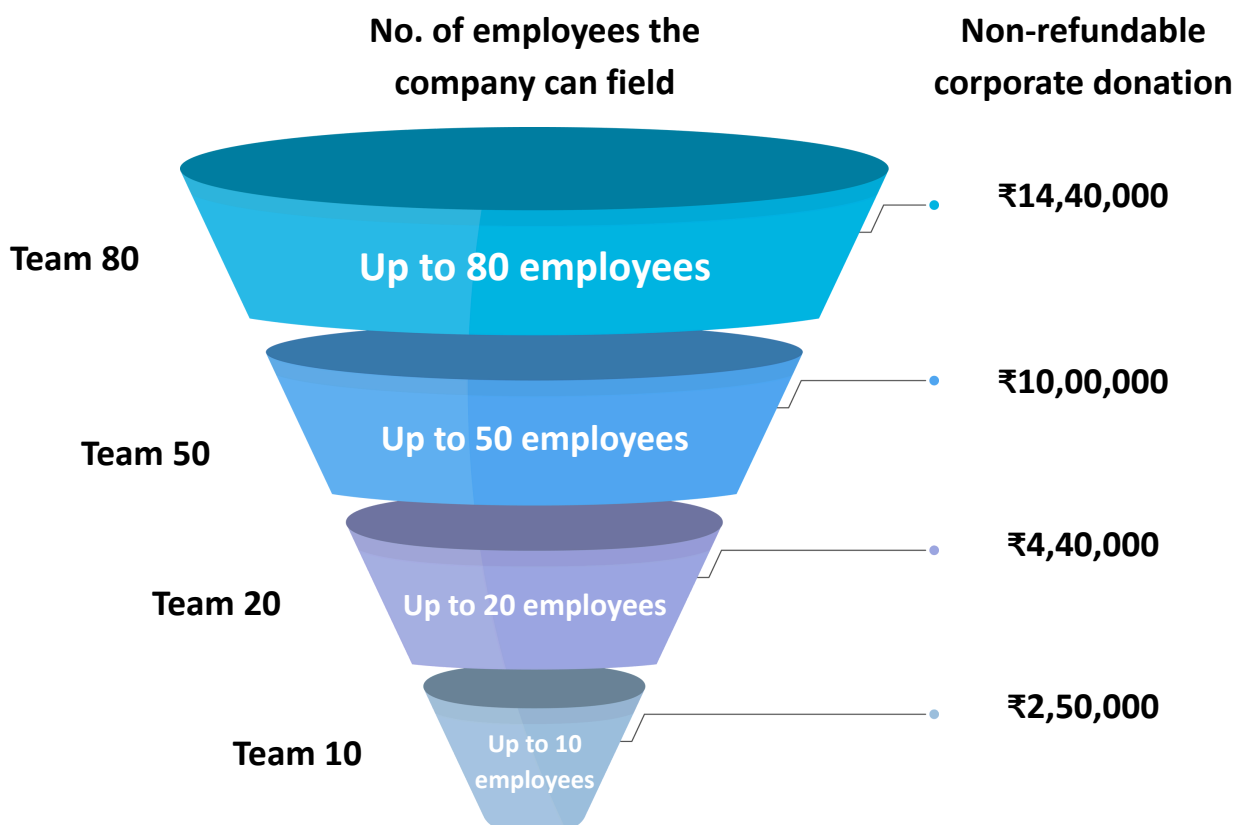 No. of employees the
company can field
Non-refundable
corporate donation
Team 80
Up to 80 employees
₹14,40,000
Team 50
Up to 50 employees
₹10,00,000
Team 20
Up to 20 employees
₹4,40,000
Team 10
Up to 10
employees
₹2,50,000